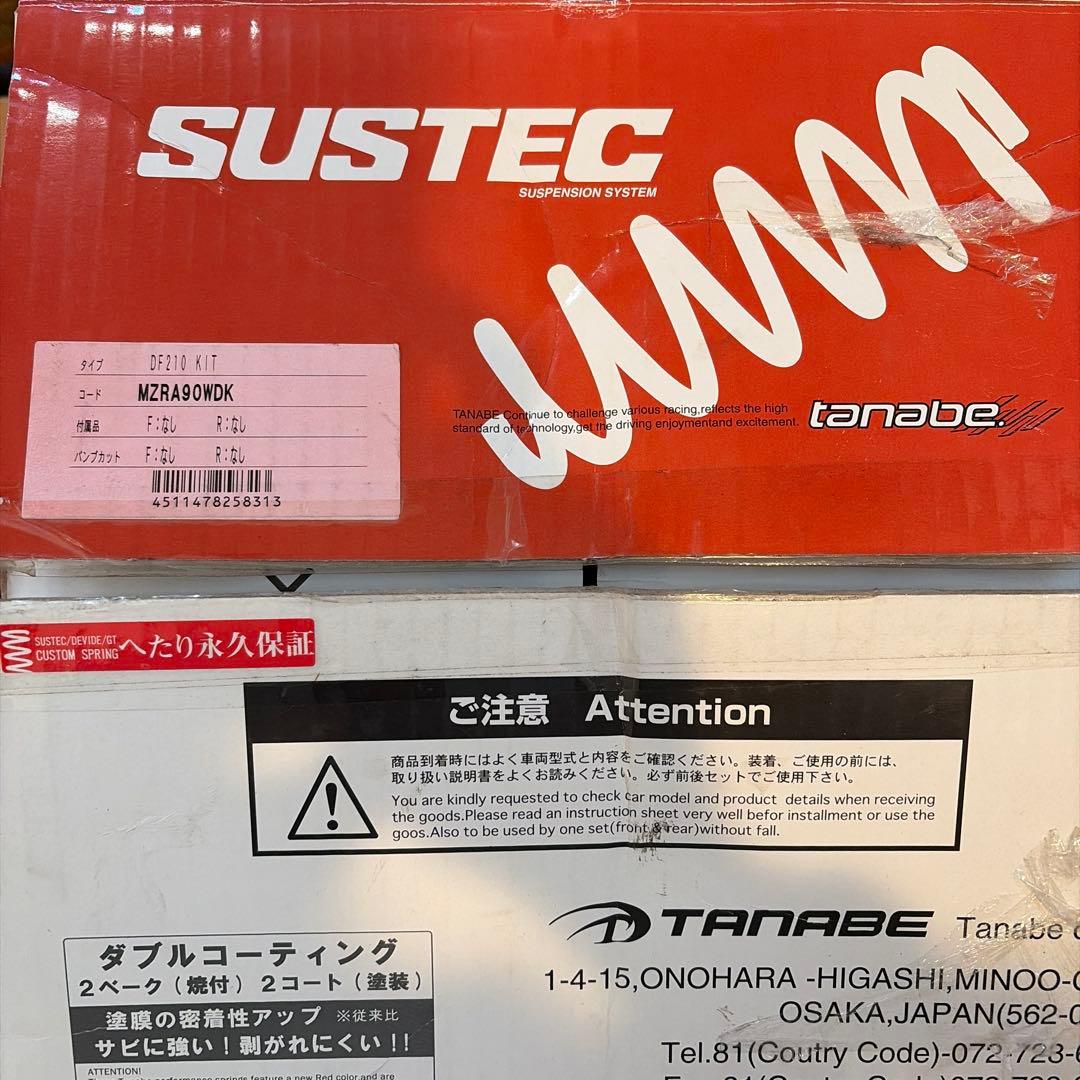 SUSTEC
SUSPENSION SYSTEM
タイプ DF210 KIT
コード MZRA90WDK
付属品 F:なし R:なし
バンプカット F:なし R:なし
4511478258313
TANABE Continue to challenge various racing,reflects the high
standard of technology,get the driving enjoymentand excitement.
tanabe.
SUSTEC/DEVIDE/GT
CUSTOM SPRING
へたり永久保証
ご注意 Attention
商品到着時にはよく車両型式と内容をご確認ください。装着、ご使用の前には、
取り扱い説明書をよくお読みください。必ず前後セットでご使用下さい。
You are kindly requested to check car model and product details when receiving
the goods.Please read an instruction sheet very well befor installment or use the
goos.Also to be used by one set(front & rear)without fall.
TANABE Tanabe
1-4-15,ONOHARA -HIGASHI,MINOO-
OSAKA,JAPAN(562-0
Tel.81(Coutry Code)-072-723-
ダブルコーティング
2ベーク(焼付) 2コート(塗装)
塗膜の密着性アップ ※従来比
サビに強い!剥がれにくい!!
ATTENTION!